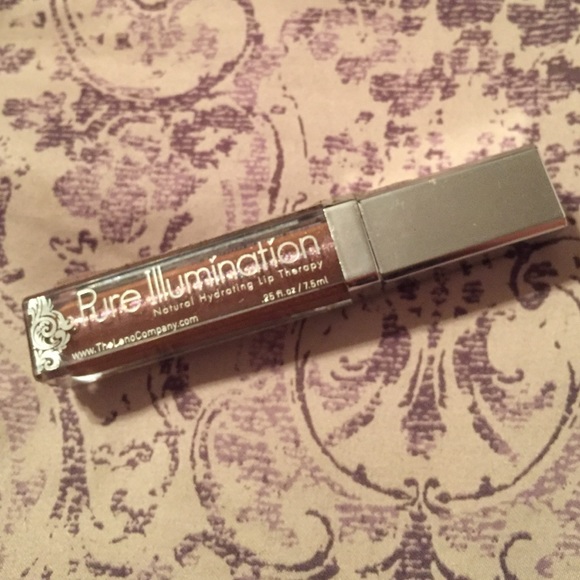 Pure Illumination
Natural Hydrating Lip Therapy
.25 fl.oz / 7.5ml
www.TheLanoCompany.com